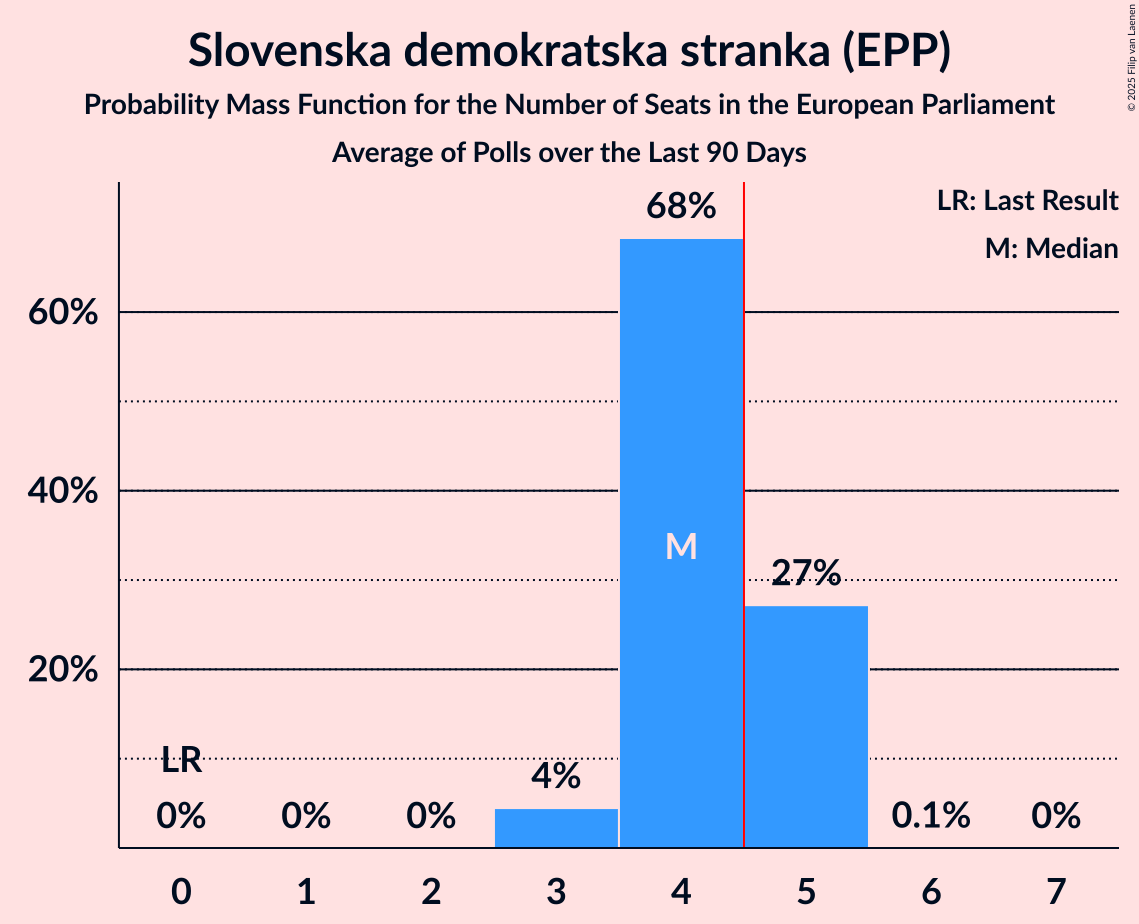 Slovenska demokratska stranka (EPP)
Probability Mass Function for the Number of Seats in the European Parliament
Average of Polls over the Last 90 Days
© 2025 Filip van Laenen
LR: Last Result
M: Median
68%
60%
40%
M
27%
20%
LR
4%
0% 0% 0% 0.1% 0%
0 1 2 3 4 5 6 7